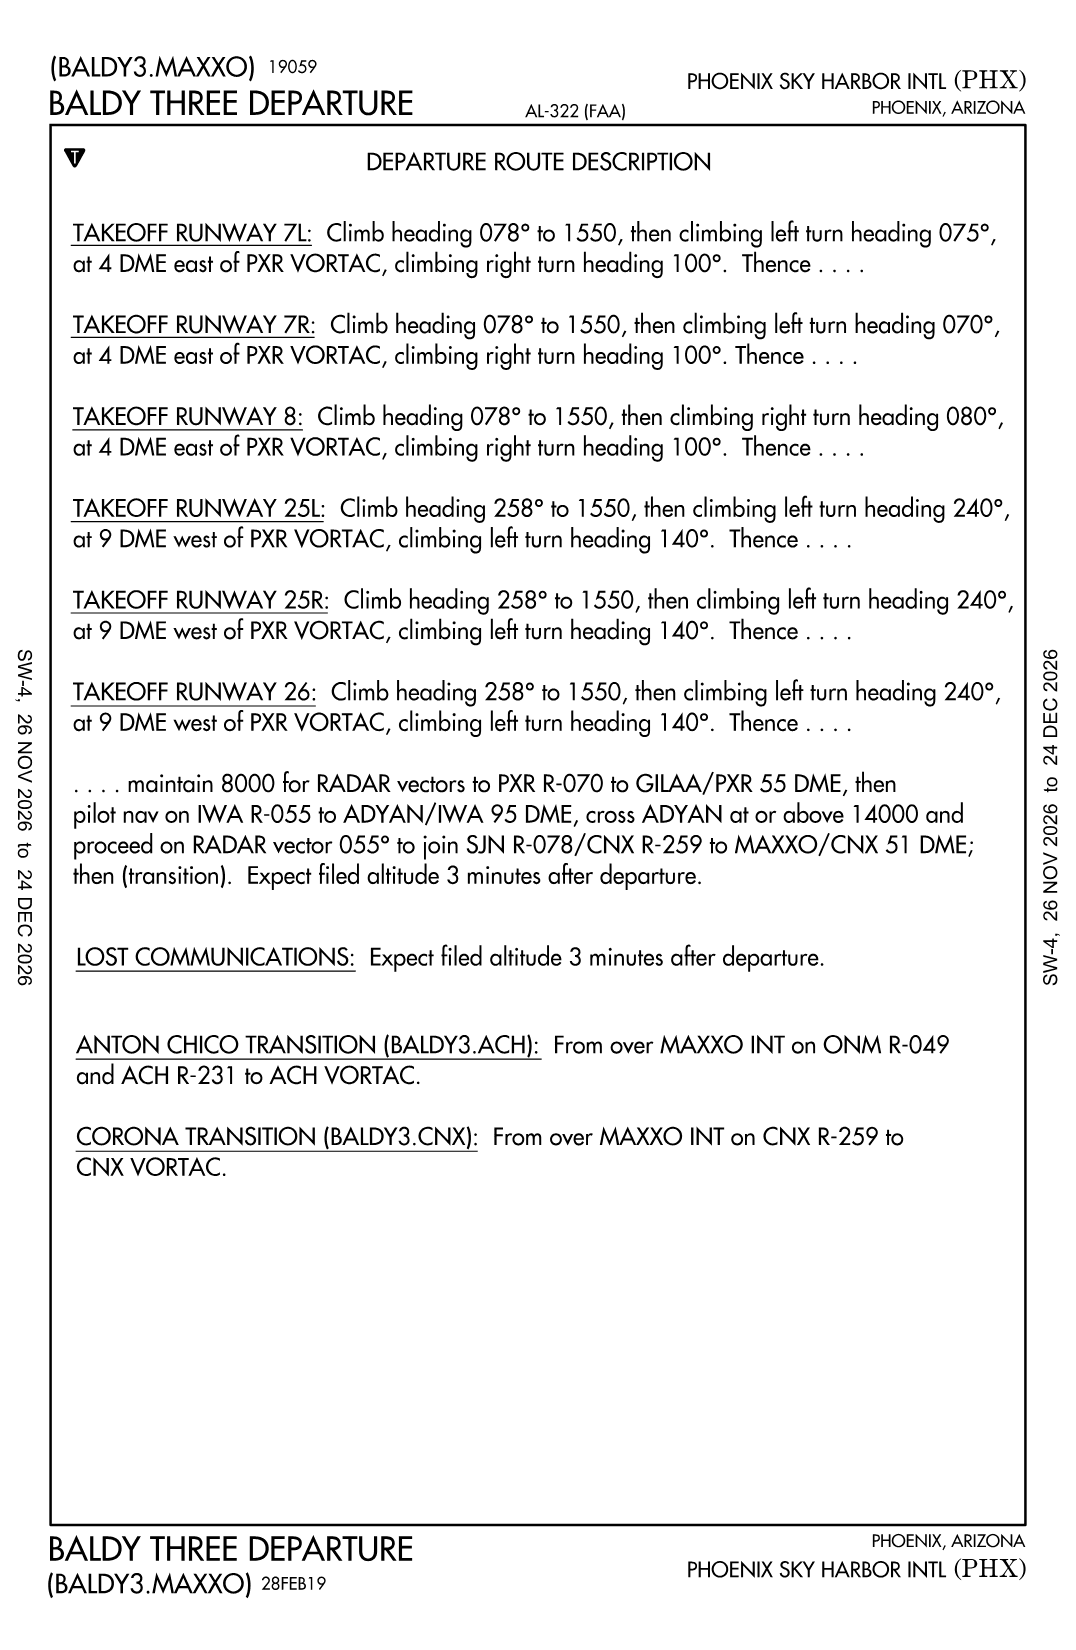 (BALDY3.MAXXO) 19059
BALDY THREE DEPARTURE
AL-322 (FAA)
PHOENIX SKY HARBOR INTL (PHX)
PHOENIX, ARIZONA
T
DEPARTURE ROUTE DESCRIPTION
TAKEOFF RUNWAY 7L: Climb heading 078° to 1550, then climbing left turn heading 075°,
at 4 DME east of PXR VORTAC, climbing right turn heading 100°. Thence . . . .
TAKEOFF RUNWAY 7R: Climb heading 078° to 1550, then climbing left turn heading 070°,
at 4 DME east of PXR VORTAC, climbing right turn heading 100°. Thence . . . .
TAKEOFF RUNWAY 8: Climb heading 078° to 1550, then climbing right turn heading 080°,
at 4 DME east of PXR VORTAC, climbing right turn heading 100°. Thence . . . .
TAKEOFF RUNWAY 25L: Climb heading 258° to 1550, then climbing left turn heading 240°,
at 9 DME west of PXR VORTAC, climbing left turn heading 140°. Thence . . . .
TAKEOFF RUNWAY 25R: Climb heading 258° to 1550, then climbing left turn heading 240°,
at 9 DME west of PXR VORTAC, climbing left turn heading 140°. Thence . . . .
TAKEOFF RUNWAY 26: Climb heading 258° to 1550, then climbing left turn heading 240°,
at 9 DME west of PXR VORTAC, climbing left turn heading 140°. Thence . . . .
. . . . maintain 8000 for RADAR vectors to PXR R-070 to GILAA/PXR 55 DME, then
pilot nav on IWA R-055 to ADYAN/IWA 95 DME, cross ADYAN at or above 14000 and
proceed on RADAR vector 055° to join SJN R-078/CNX R-259 to MAXXO/CNX 51 DME;
then (transition). Expect filed altitude 3 minutes after departure.
LOST COMMUNICATIONS: Expect filed altitude 3 minutes after departure.
ANTON CHICO TRANSITION (BALDY3.ACH): From over MAXXO INT on ONM R-049
and ACH R-231 to ACH VORTAC.
CORONA TRANSITION (BALDY3.CNX): From over MAXXO INT on CNX R-259 to
CNX VORTAC.
SW-4, 26 NOV 2026 to 24 DEC 2026
SW-4, 26 NOV 2026 to 24 DEC 2026
BALDY THREE DEPARTURE
(BALDY3.MAXXO) 28FEB19
PHOENIX, ARIZONA
PHOENIX SKY HARBOR INTL (PHX)